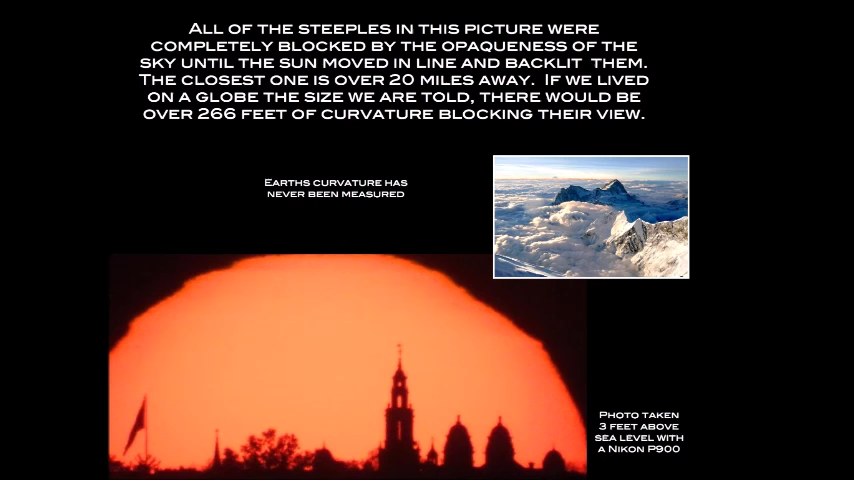 All of the steeples in this picture were
completely blocked by the opaqueness of the
sky until the sun moved in line and backlit them.
The closest one is over 20 miles away. If we lived
on a globe the size we are told, there would be
over 266 feet of curvature blocking their view.
Earths curvature has
never been measured
Photo taken
3 feet above
sea level with
a Nikon P900